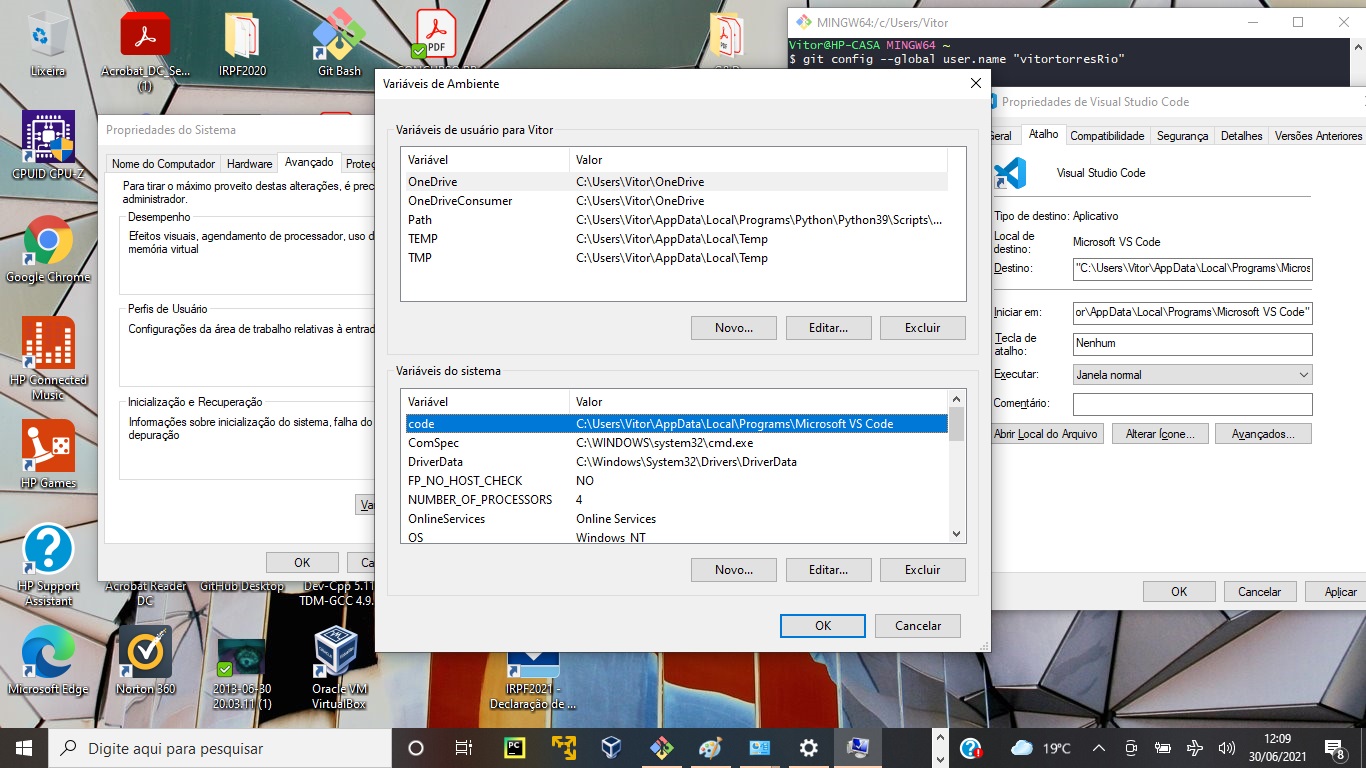 Lixeira
Acrobat_DC_Se...
(1)
IRPF2020
Git Bash
PDF
MINGW64:/c/Users/Vitor
Vitor@HP-CASA MINGW64 ~
$ git config --global user.name "vitortorresRio"
Variáveis de Ambiente
Variáveis de usuário para Vitor
Variável Valor
OneDrive C:\Users\Vitor\OneDrive
OneDriveConsumer C:\Users\Vitor\OneDrive
Path C:\Users\Vitor\AppData\Local\Programs\Python\Python39\Scripts\...
TEMP C:\Users\Vitor\AppData\Local\Temp
TMP C:\Users\Vitor\AppData\Local\Temp
Novo... Editar... Excluir
Variáveis do sistema
Variável Valor
code C:\Users\Vitor\AppData\Local\Programs\Microsoft VS Code
ComSpec C:\WINDOWS\system32\cmd.exe
DriverData C:\Windows\System32\Drivers\DriverData
FP_NO_HOST_CHECK NO
NUMBER_OF_PROCESSORS 4
OnlineServices Online Services
OS Windows_NT
Novo... Editar... Excluir
OK Cancelar
Propriedades do Sistema
Nome do Computador Hardware Avançado Proteç
Para tirar o máximo proveito destas alterações, é prec
administrador.
Desempenho
Efeitos visuais, agendamento de processador, uso d
memória virtual
Perfis de Usuário
Configurações da área de trabalho relativas à entrad
Inicialização e Recuperação
Informações sobre inicialização do sistema, falha do
depuração
Va
OK Ca
Propriedades de Visual Studio Code
eral Atalho Compatibilidade Segurança Detalhes Versões Anteriores
Visual Studio Code
Tipo de destino: Aplicativo
Local de
destino: Microsoft VS Code
Destino: "C:\Users\Vitor\AppData\Local\Programs\Micros
Iniciar em: or\AppData\Local\Programs\Microsoft VS Code"
Tecla de
atalho: Nenhum
Executar: Janela normal
Comentário:
Abrir Local do Arquivo Alterar Ícone... Avançados...
OK Cancelar Aplicar
CPUID CPU-Z
Google Chrome
HP Connected
Music
HP Games
HP Support
Assistant
Acrobat Reader
DC
GitHub Desktop
Dev-Cpp 5.11
TDM-GCC 4.9.
Microsoft Edge
Norton 360
2013-06-30
20.03.11 (1)
Oracle VM
VirtualBox
IRPF2021 -
Declaração de ...
Digite aqui para pesquisar
PC
19°C
12:09
30/06/2021
8